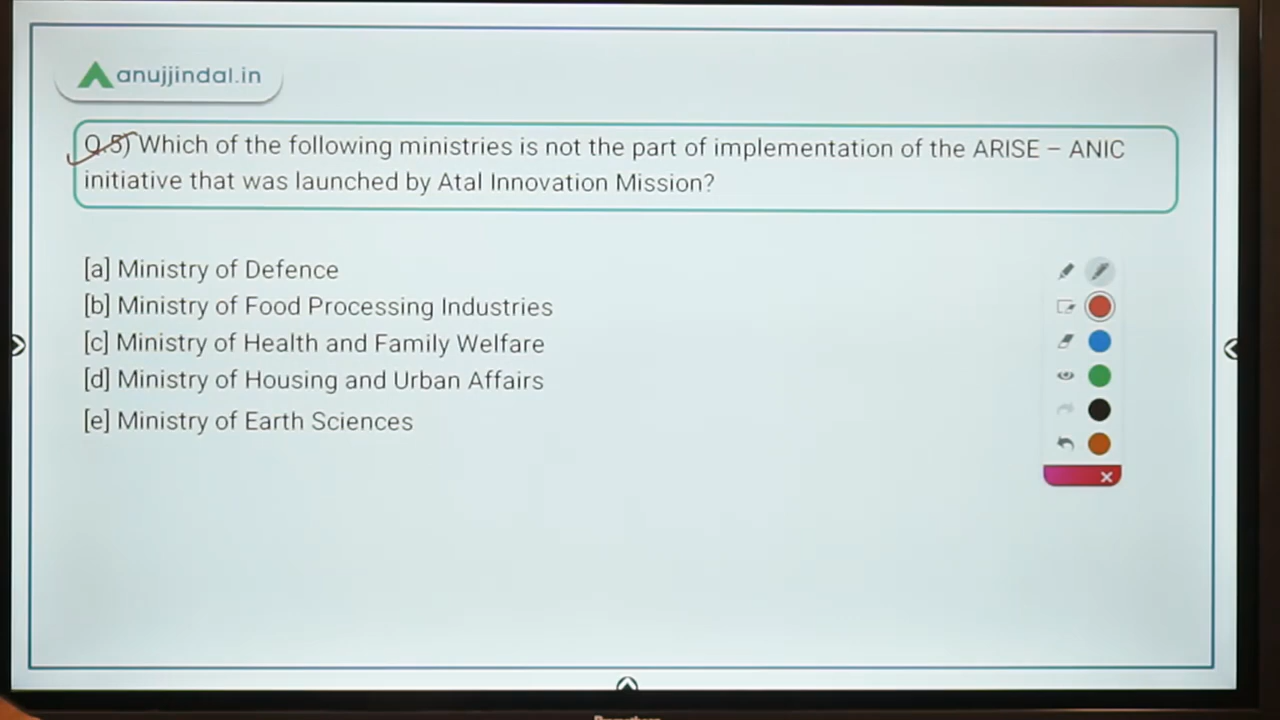 anujjindal.in
Q.5) Which of the following ministries is not the part of implementation of the ARISE – ANIC
initiative that was launched by Atal Innovation Mission?
[a] Ministry of Defence
[b] Ministry of Food Processing Industries
[c] Ministry of Health and Family Welfare
[d] Ministry of Housing and Urban Affairs
[e] Ministry of Earth Sciences